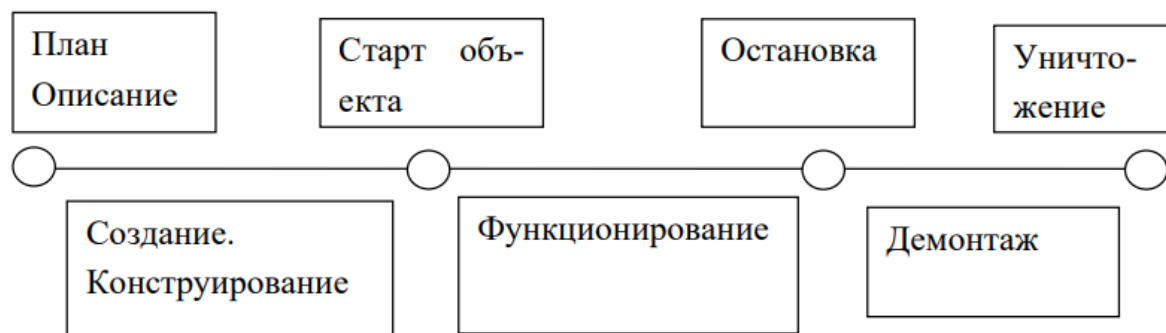 План
Описание
Старт объ-
екта
Остановка
Уничто-
жение
Создание.
Конструирование
Функционирование
Демонтаж